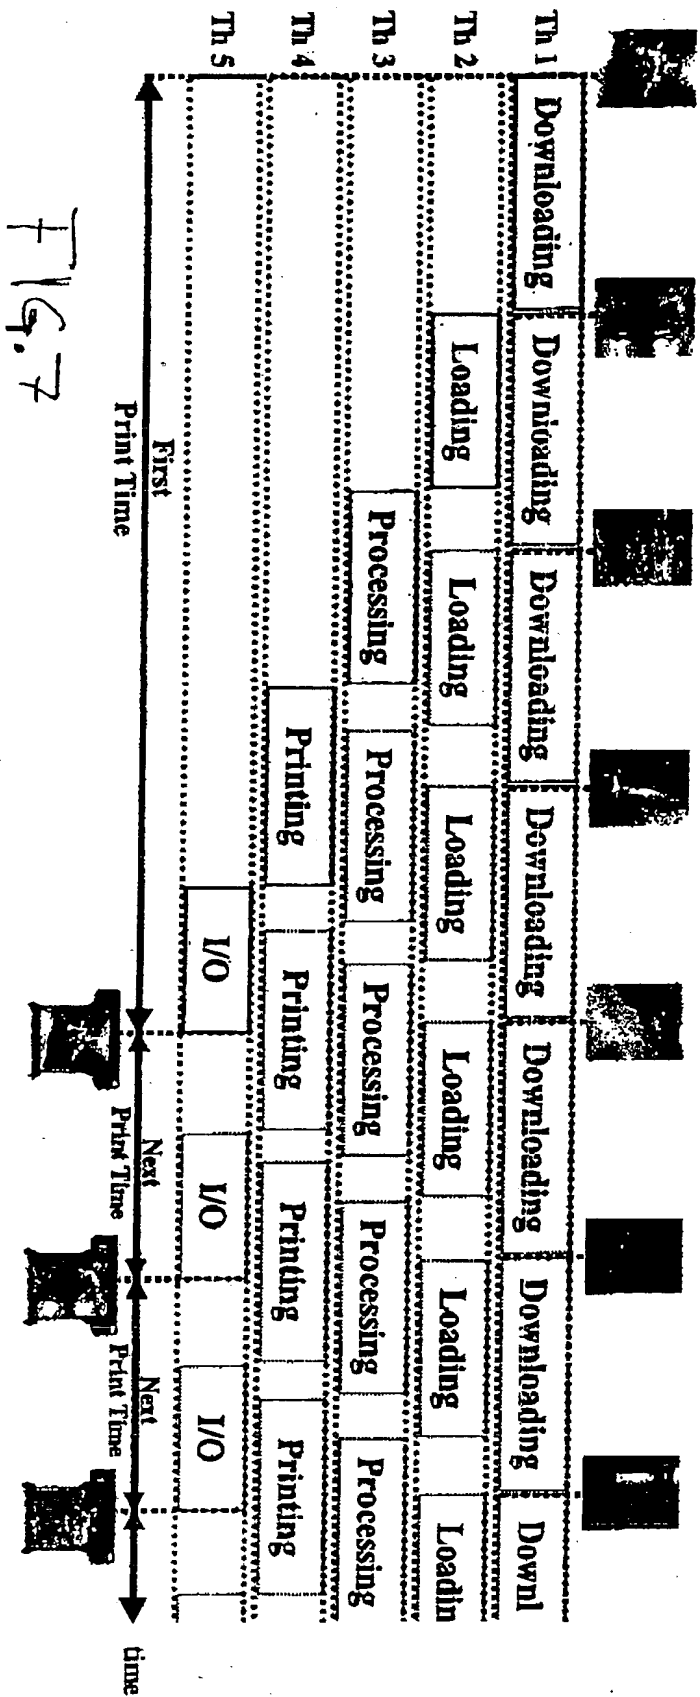 Th 1 Downloading Downloading Downloading Downloading Downloading Downloading Downl
Th 2 Loading Loading Loading Loading Loading Loadin
Th 3 Processing Processing Processing Processing Processing
Th 4 Printing Printing Printing Printing
Th 5 I/O I/O I/O
First Next Next
Print Time Print Time Print Time time
FIG. 7